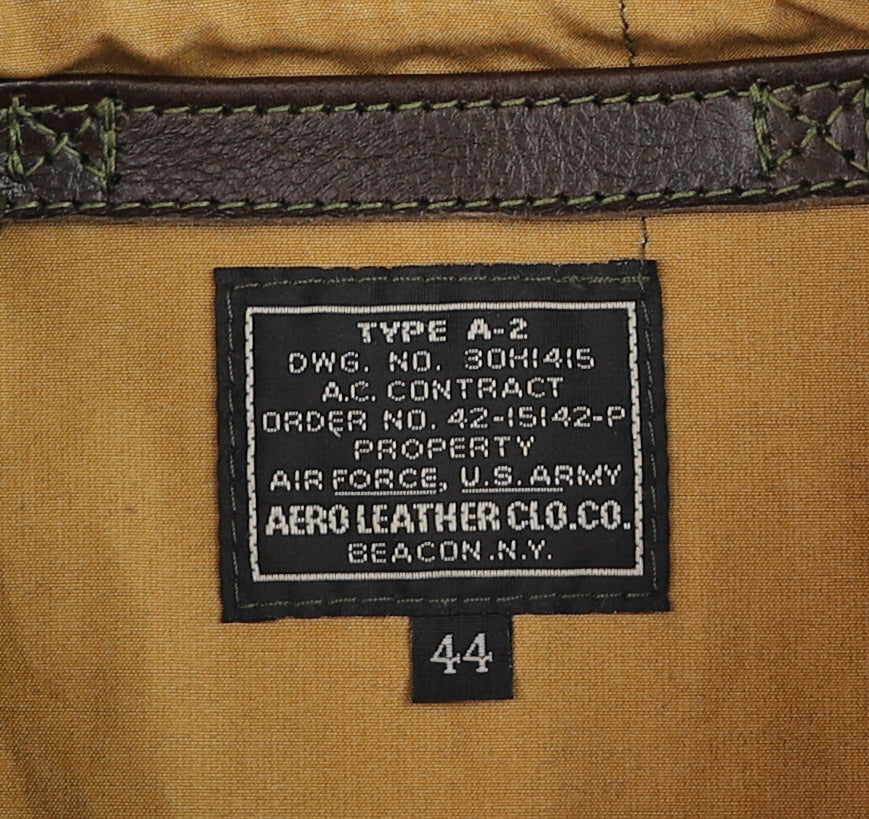 TYPE A-2
DWG. NO. 30H1415
A.C. CONTRACT
ORDER NO. 42-15142-P
PROPERTY
AIR FORCE, U.S. ARMY
AERO LEATHER CLO.CO.
BEACON.N.Y.
44